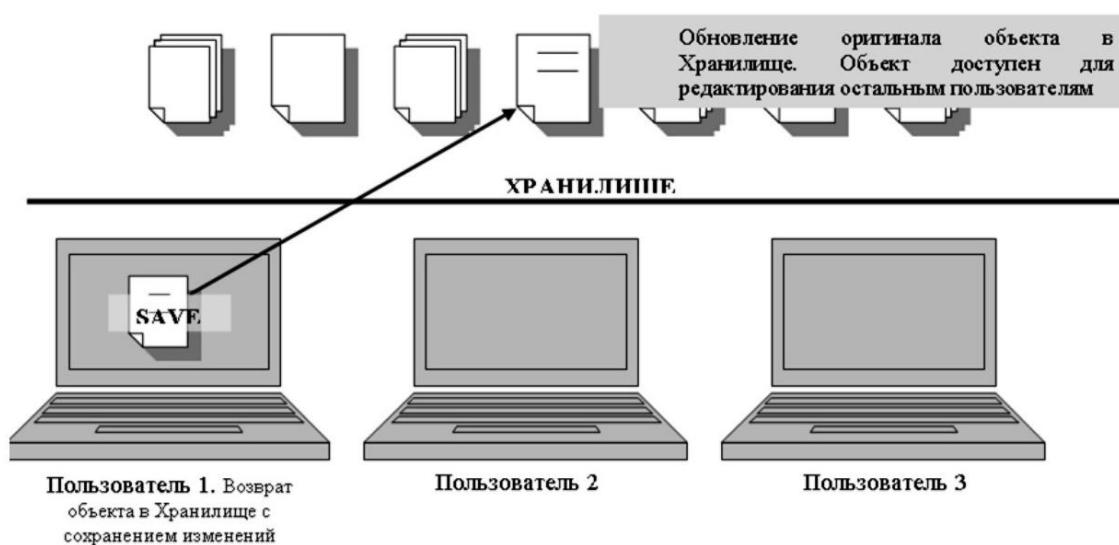 Обновление оригинала объекта в
Хранилище. Объект доступен для
редактирования остальным пользователям
ХРАНИЛИЩЕ
SAVE
Пользователь 1. Возврат
объекта в Хранилище с
сохранением изменений
Пользователь 2
Пользователь 3